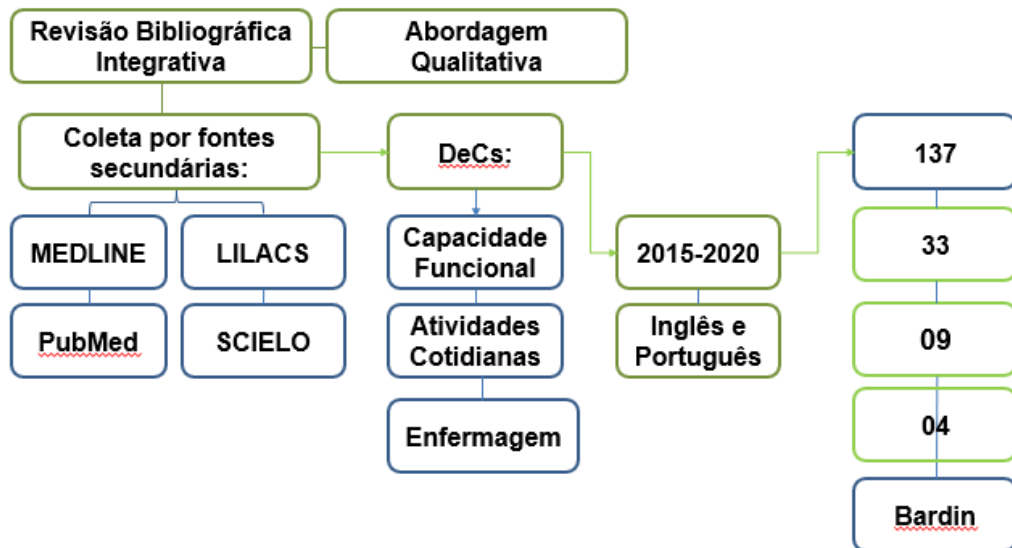 Revisão Bibliográfica
Integrativa
Abordagem
Qualitativa
Coleta por fontes
secundárias:
DeCs:
137
MEDLINE
LILACS
Capacidade
Funcional
2015-2020
33
PubMed
SCIELO
Atividades
Cotidianas
Inglês e
Português
09
Enfermagem
04
Bardin